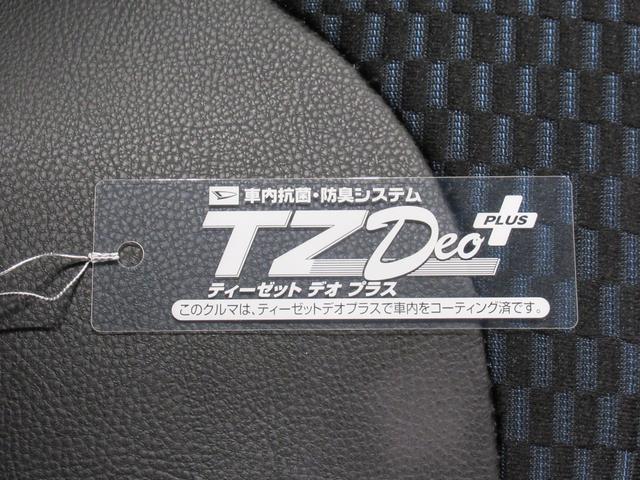 車内抗菌・防臭システム
TZ Deo PLUS
ティーゼット デオ プラス
このクルマは、ティーゼットデオプラスで車内をコーティング済です。